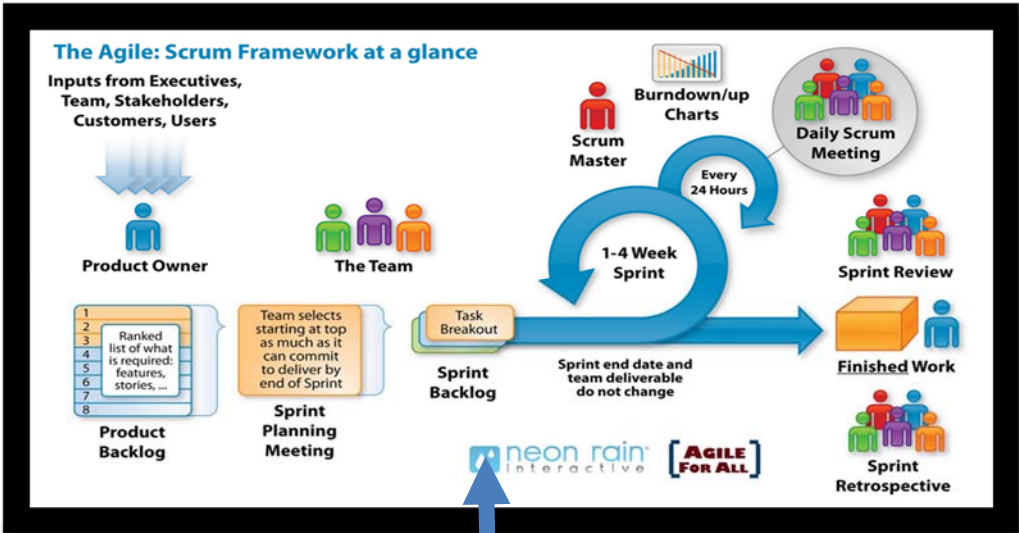 The Agile: Scrum Framework at a glance
Inputs from Executives,
Team, Stakeholders,
Customers, Users
Product Owner
The Team
Scrum
Master
Burndown/up
Charts
Daily Scrum
Meeting
Every
24 Hours
1-4 Week
Sprint
Sprint Review
1
2
3
4
5
6
7
8
Ranked
list of what
is required:
features,
stories, ...
Product
Backlog
Team selects
starting at top
as much as it
can commit
to deliver by
end of Sprint
Sprint
Planning
Meeting
Task
Breakout
Sprint
Backlog
Sprint end date and
team deliverable
do not change
Finished Work
Sprint
Retrospective
neon rain™
interactive
AGILE
FOR ALL